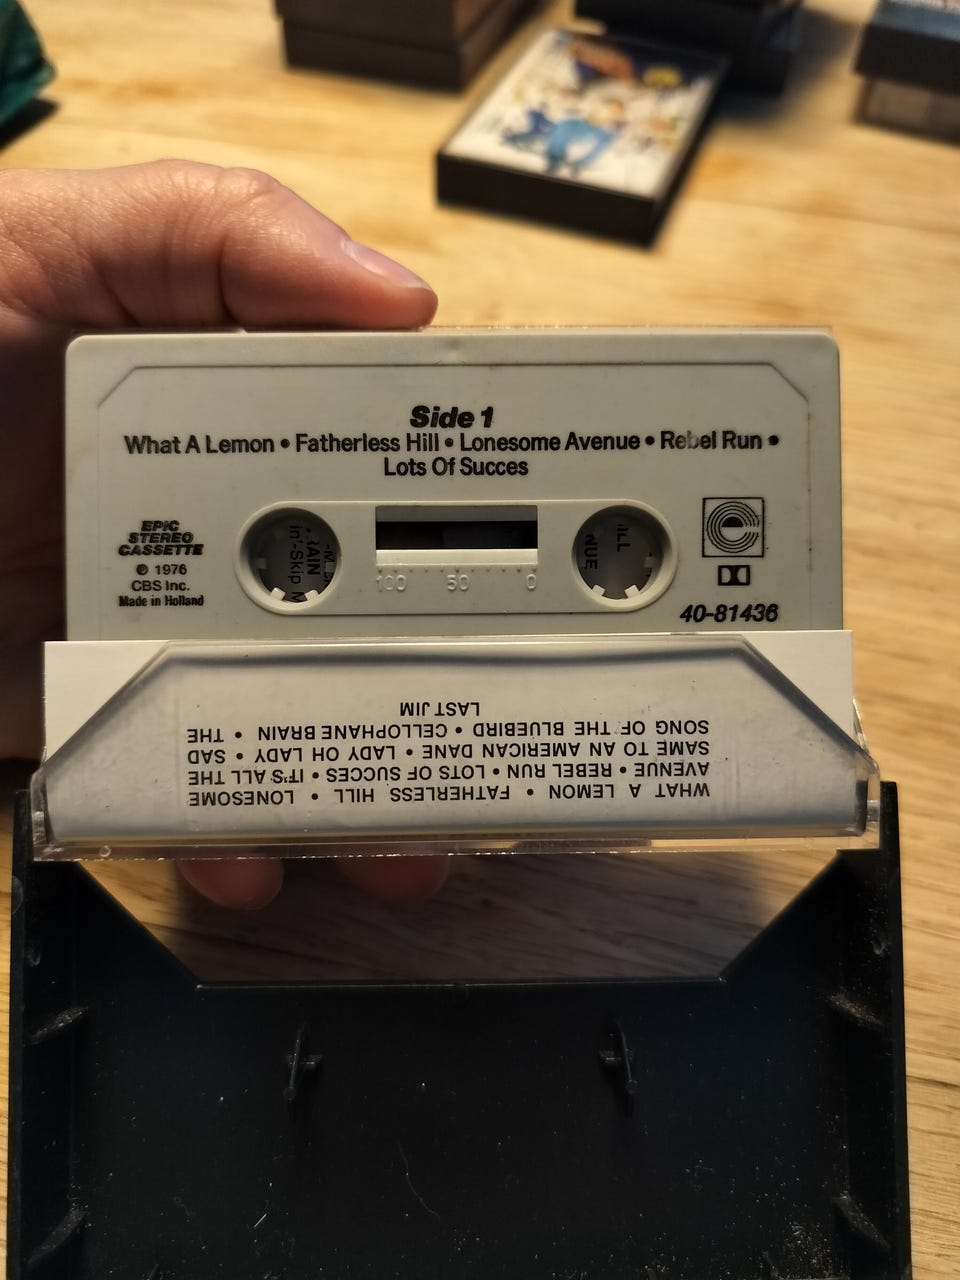 Side 1
What A Lemon • Fatherless Hill • Lonesome Avenue • Rebel Run •
Lots Of Succes
EPIC
STEREO
CASSETTE
℗ 1976
CBS Inc.
Made in Holland
100 50 0
40-81436
WHAT A LEMON • FATHERLESS HILL • LONESOME
AVENUE • REBEL RUN • LOTS OF SUCCES • IT'S ALL THE
SAME TO AN AMERICAN DANE • LADY OH LADY • SAD
SONG OF THE BLUEBIRD • CELLOPHANE BRAIN • THE
LAST JIM